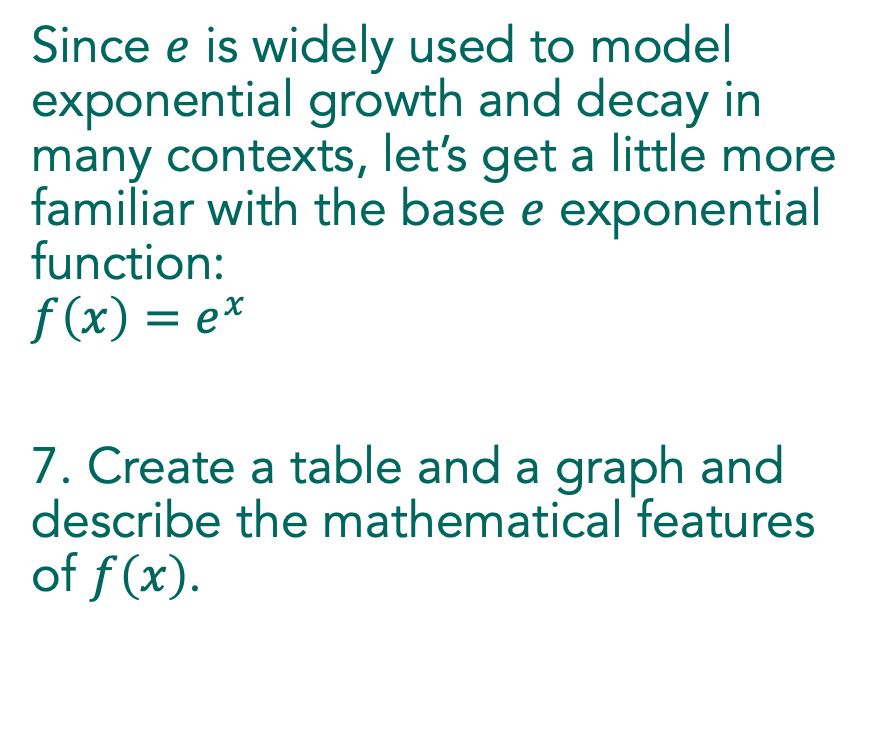 Since e is widely used to model
exponential growth and decay in
many contexts, let’s get a little more
familiar with the base e exponential
function:
f(x) = eˣ
7. Create a table and a graph and
describe the mathematical features
of f(x).